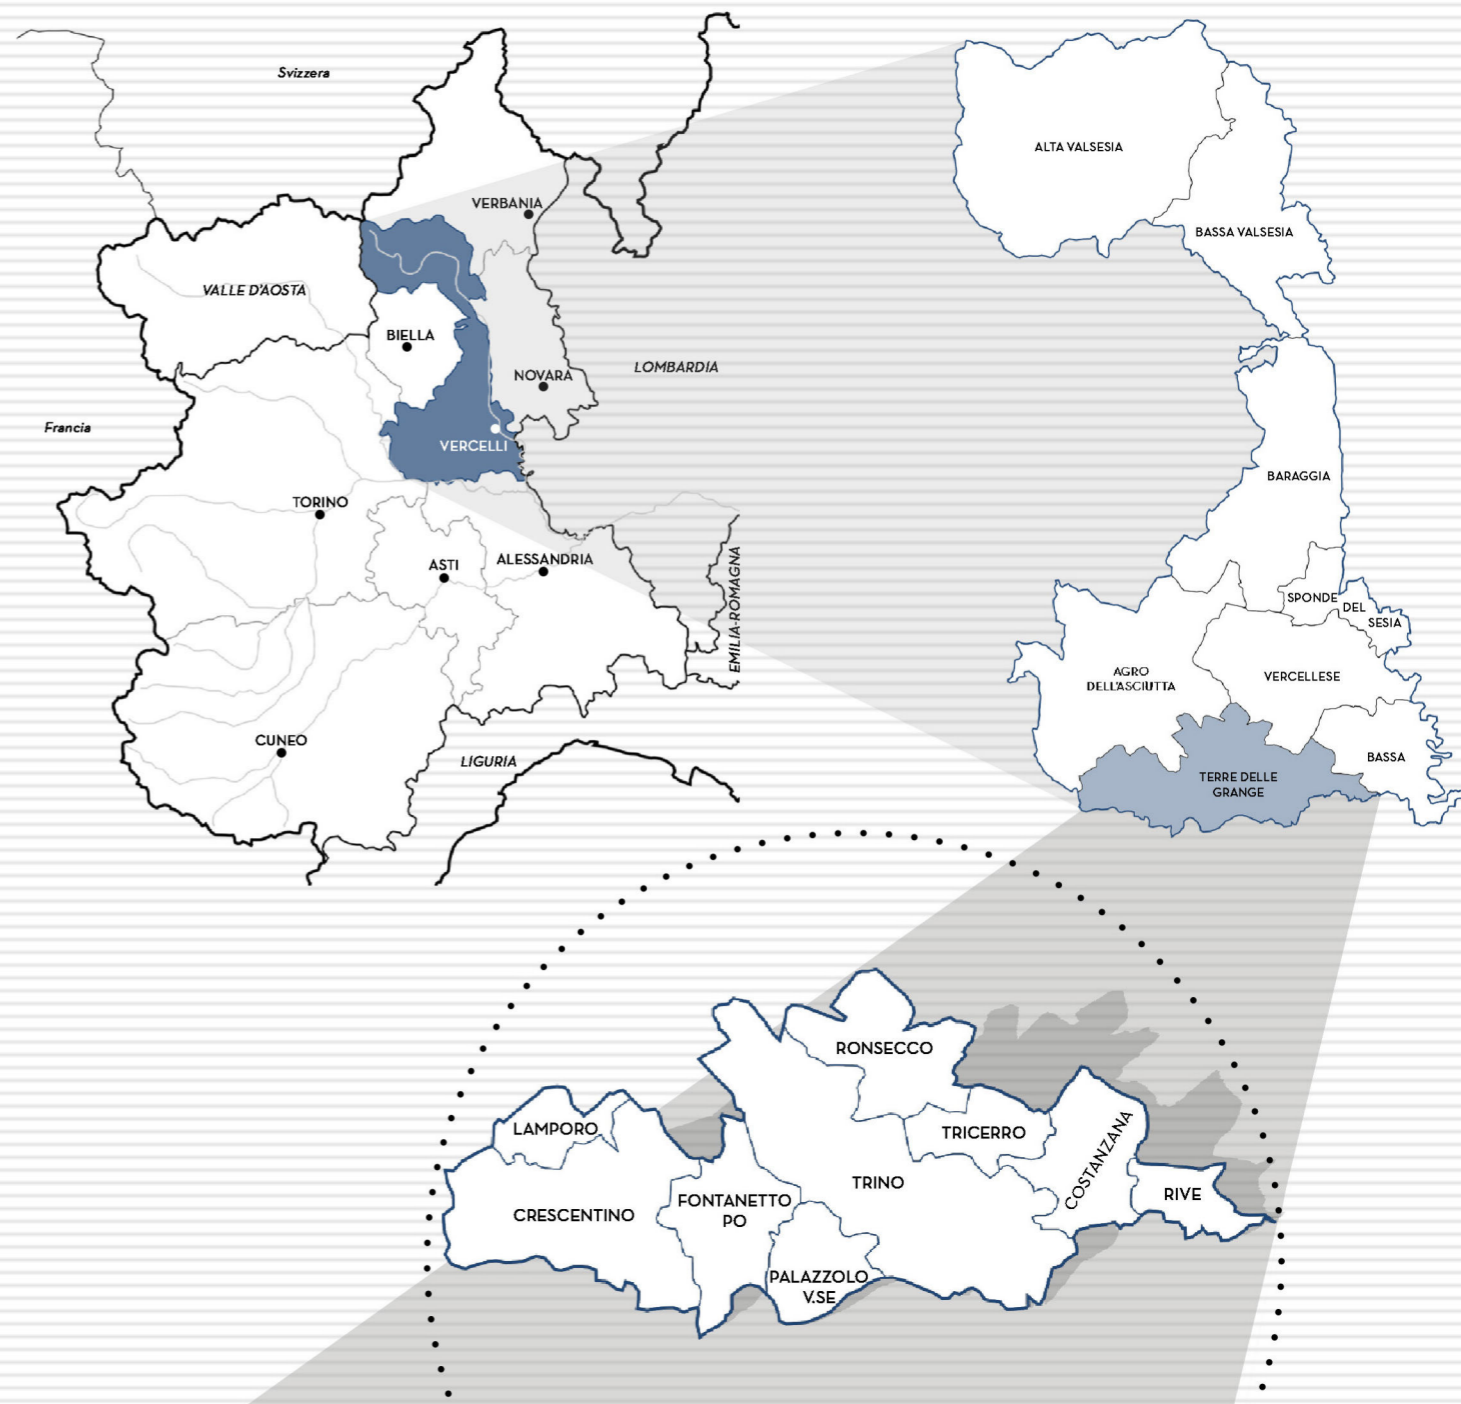 Svizzera
VERBANIA
VALLE D'AOSTA
BIELLA
NOVARA
LOMBARDIA
Francia
VERCELLI
TORINO
ASTI
ALESSANDRIA
EMILIA-ROMAGNA
CUNEO
LIGURIA
ALTA VALSESIA
BASSA VALSESIA
BARAGGIA
SPONDE
DEL
SESIA
AGRO
DELL'ASCIUTTA
VERCELLESE
BASSA
TERRE DELLE
GRANGE
RONSECCO
LAMPORO
TRICERRO
COSTANZANA
TRINO
RIVE
FONTANETTO
PO
CRESCENTINO
PALAZZOLO
V.SE